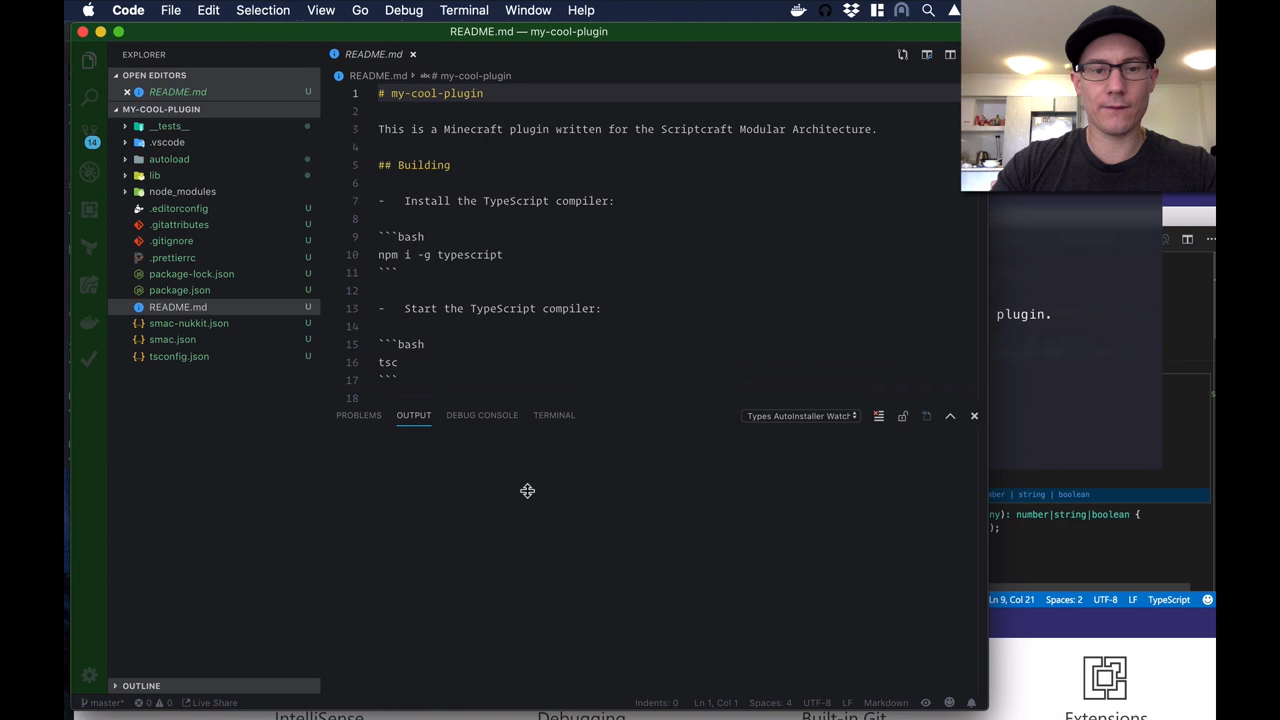 Code File Edit Selection View Go Debug Terminal Window Help
README.md — my-cool-plugin
EXPLORER
OPEN EDITORS
README.md U
MY-COOL-PLUGIN
__tests__
.vscode
14
autoload
lib
node_modules
.editorconfig U
.gitattributes U
.gitignore U
.prettierrc U
package-lock.json U
package.json U
README.md U
smac-nukkit.json U
smac.json U
tsconfig.json U
OUTLINE
README.md
README.md › abc # my-cool-plugin
1 # my-cool-plugin
2
3 This is a Minecraft plugin written for the Scriptcraft Modular Architecture.
4
5 ## Building
6
7 - Install the TypeScript compiler:
8
9 ```bash
10 npm i -g typescript
11 ```
12
13 - Start the TypeScript compiler:
14
15 ```bash
16 tsc
17 ```
18
PROBLEMS OUTPUT DEBUG CONSOLE TERMINAL Types AutoInstaller Watch
master* 0 0 Live Share Indents: 0 Ln 1, Col 1 Spaces: 4 UTF-8 LF Markdown
plugin.
| string | boolean
): number|string|boolean {
);
Ln 9, Col 21 Spaces: 2 UTF-8 LF TypeScript
IntelliSense Debugging Built-in Git Extensions